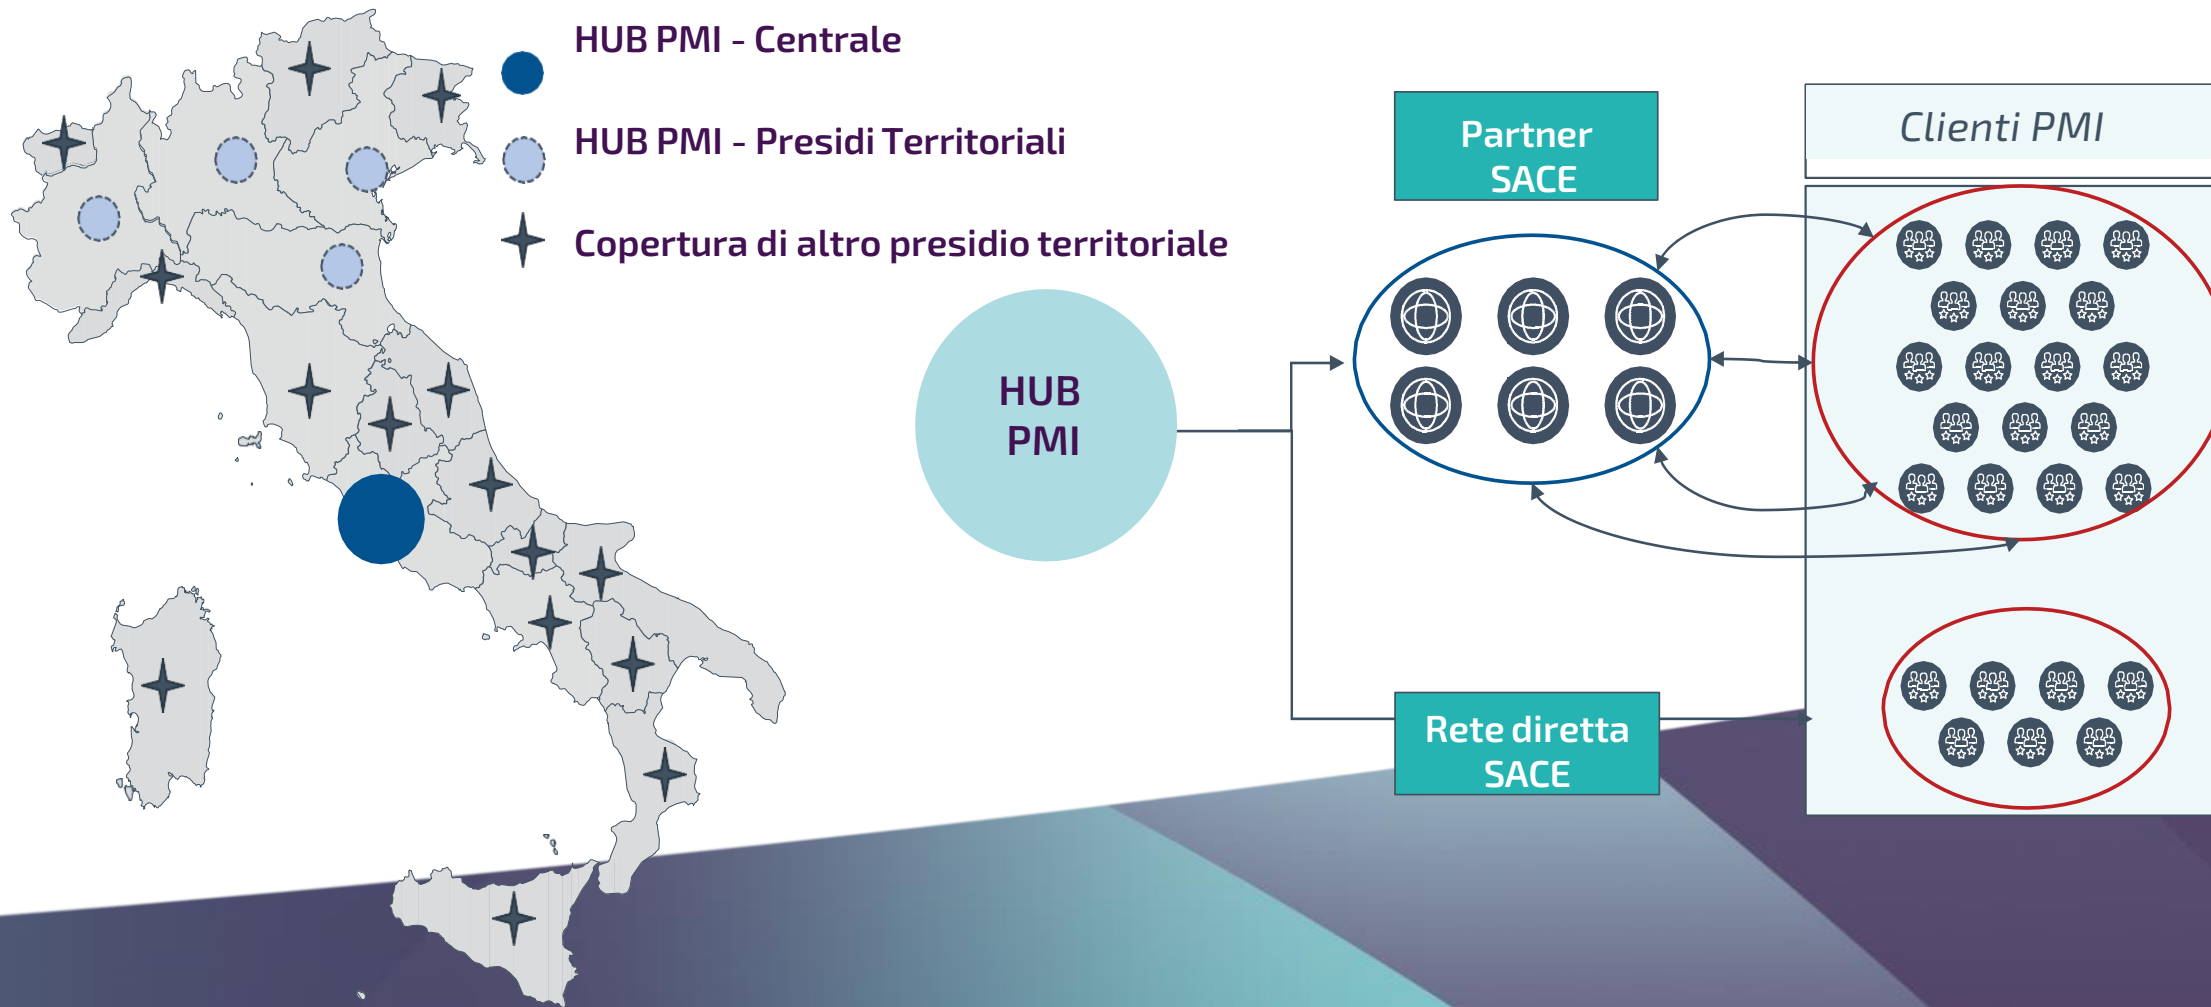 HUB PMI - Centrale
HUB PMI - Presidi Territoriali
Copertura di altro presidio territoriale
HUB
PMI
Partner
SACE
Clienti PMI
Rete diretta
SACE